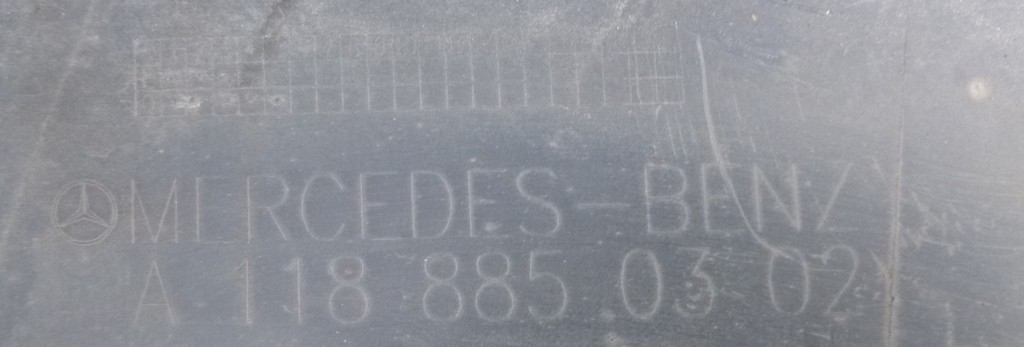 MERCEDES-BENZ
A 118 885 03 02